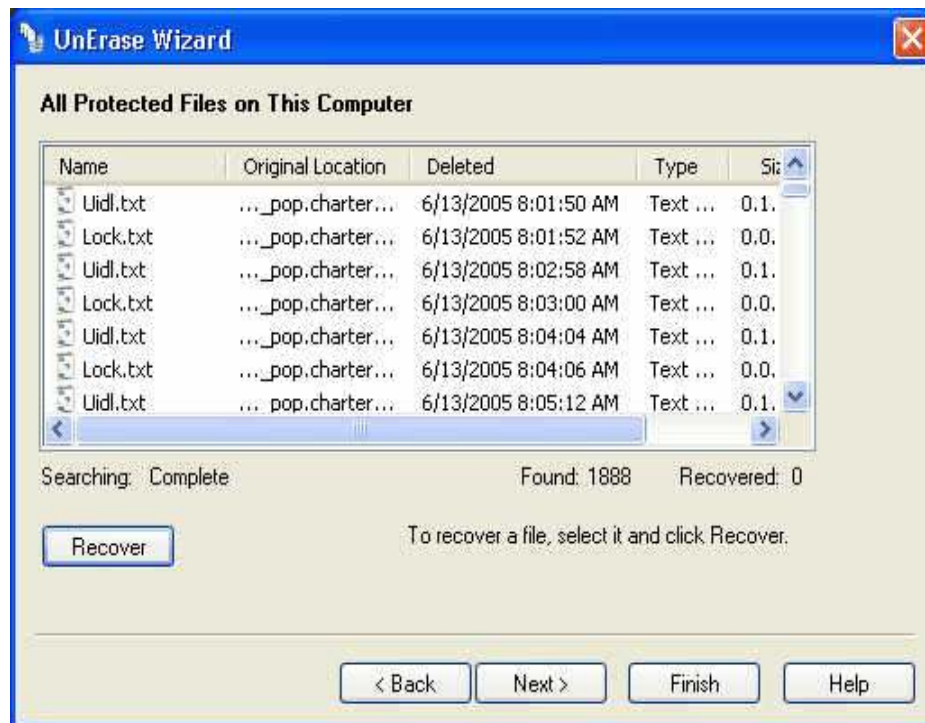 UnErase Wizard
All Protected Files on This Computer
Name Original Location Deleted Type Siz
Uidl.txt ..._pop.charter... 6/13/2005 8:01:50 AM Text ... 0.1.
Lock.txt ..._pop.charter... 6/13/2005 8:01:52 AM Text ... 0.0.
Uidl.txt ..._pop.charter... 6/13/2005 8:02:58 AM Text ... 0.1.
Lock.txt ..._pop.charter... 6/13/2005 8:03:00 AM Text ... 0.0.
Uidl.txt ..._pop.charter... 6/13/2005 8:04:04 AM Text ... 0.1.
Lock.txt ..._pop.charter... 6/13/2005 8:04:06 AM Text ... 0.0.
Uidl.txt ... pop.charter... 6/13/2005 8:05:12 AM Text ... 0.1.
Searching: Complete Found: 1888 Recovered: 0
Recover To recover a file, select it and click Recover.
< Back Next > Finish Help